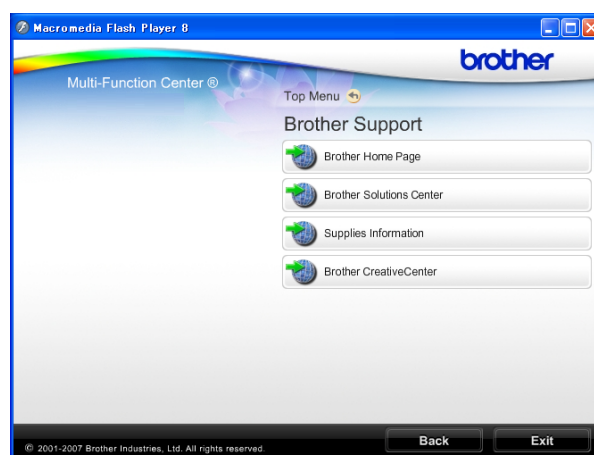 Macromedia Flash Player 8
brother
Multi-Function Center ®
Top Menu
Brother Support
Brother Home Page
Brother Solutions Center
Supplies Information
Brother CreativeCenter
Back
Exit
© 2001-2007 Brother Industries, Ltd. All rights reserved.